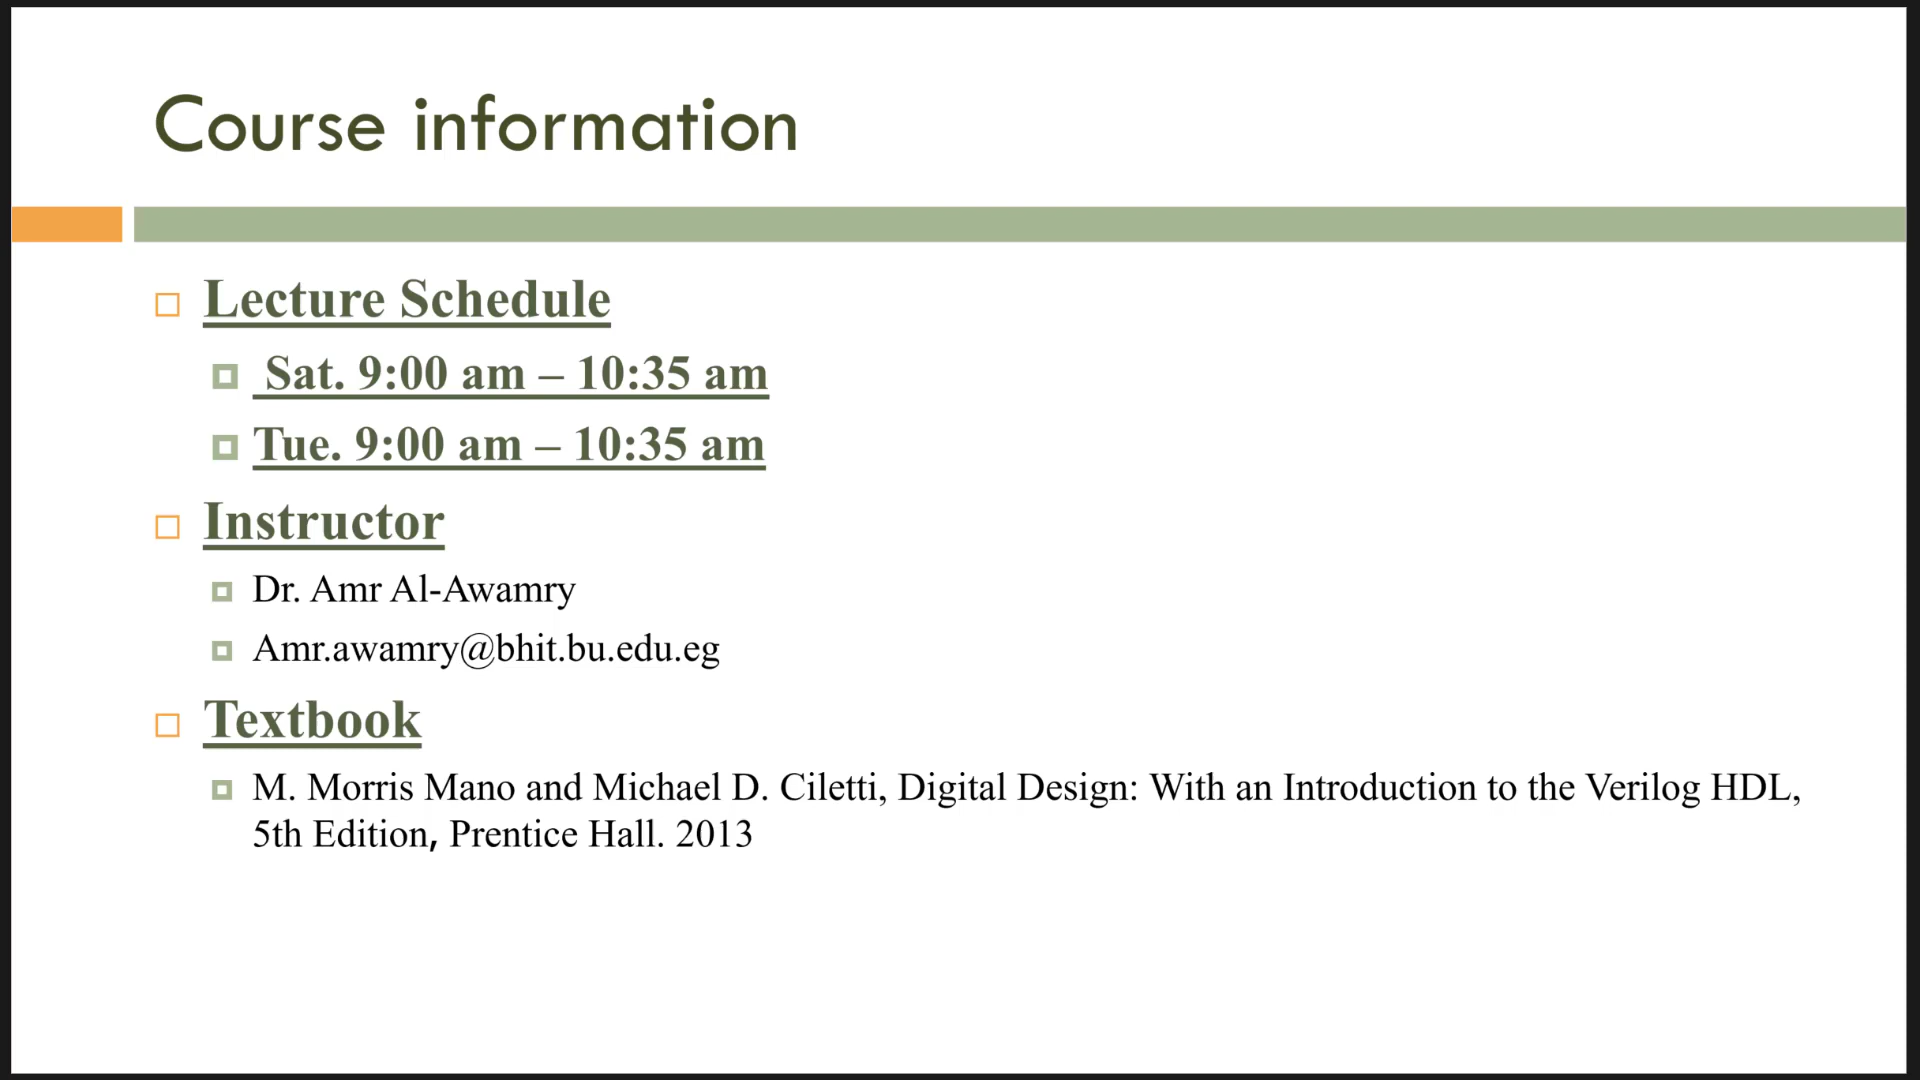 Course information
Lecture Schedule
Sat. 9:00 am – 10:35 am
Tue. 9:00 am – 10:35 am
Instructor
Dr. Amr Al-Awamry
Amr.awamry@bhit.bu.edu.eg
Textbook
M. Morris Mano and Michael D. Ciletti, Digital Design: With an Introduction to the Verilog HDL,
5th Edition, Prentice Hall. 2013